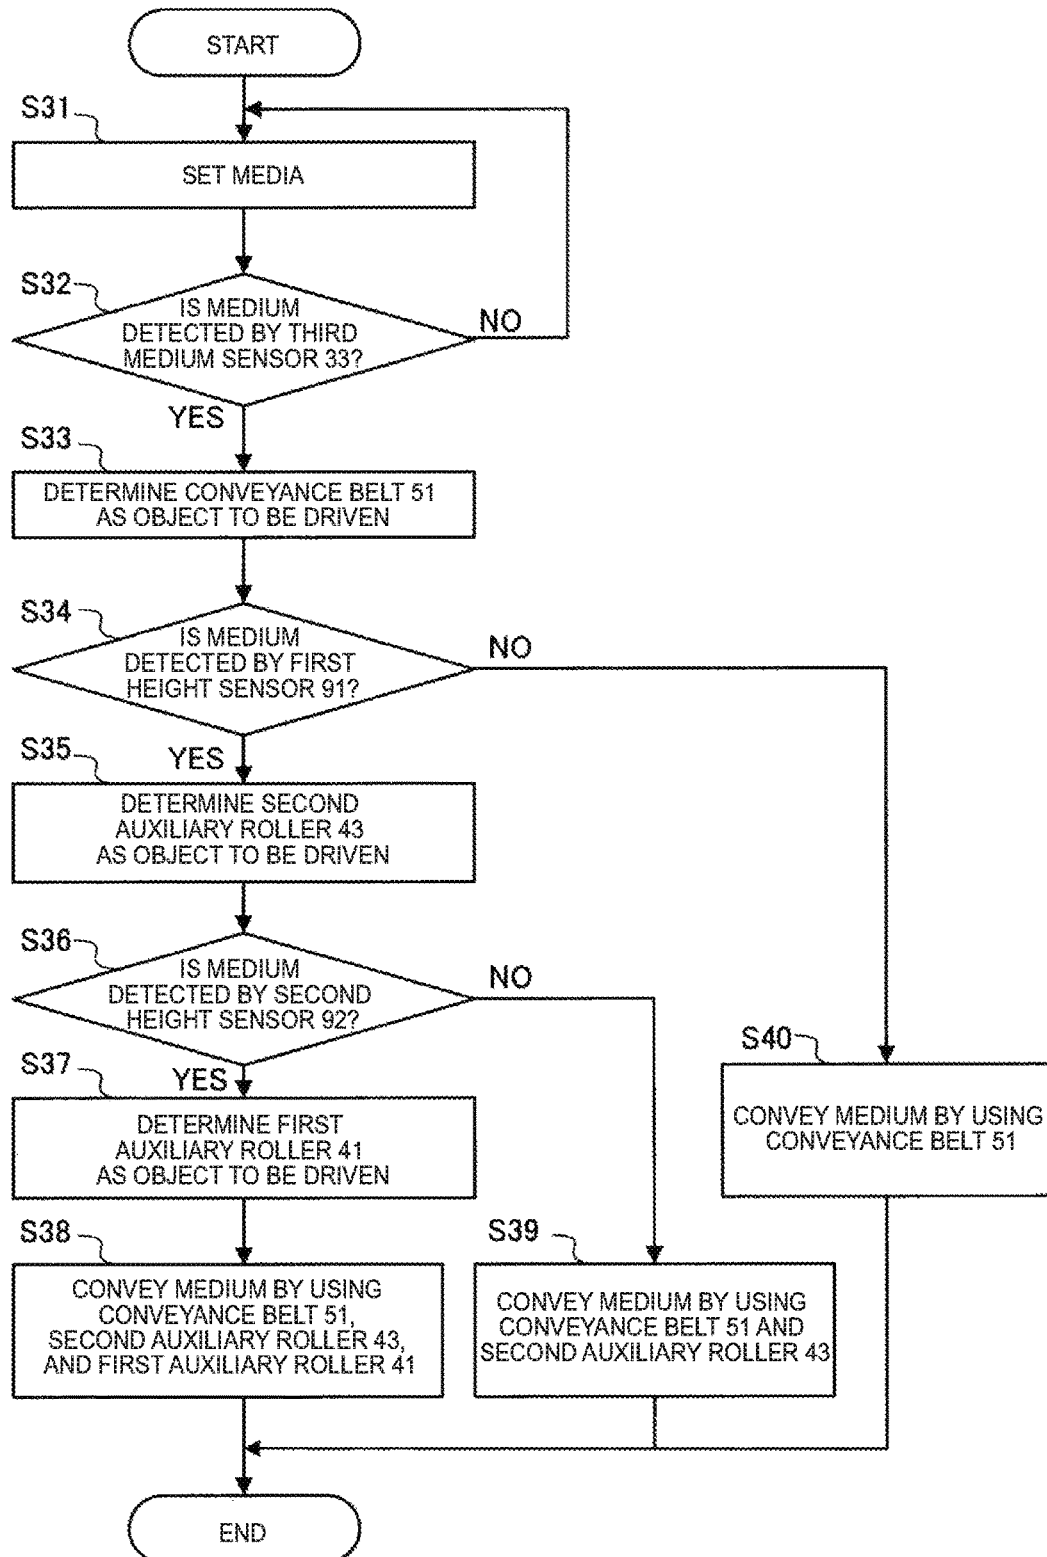 START
S31
SET MEDIA
S32
IS MEDIUM
DETECTED BY THIRD
MEDIUM SENSOR 33?
NO
YES
S33
DETERMINE CONVEYANCE BELT 51
AS OBJECT TO BE DRIVEN
S34
IS MEDIUM
DETECTED BY FIRST
HEIGHT SENSOR 91?
NO
YES
S35
DETERMINE SECOND
AUXILIARY ROLLER 43
AS OBJECT TO BE DRIVEN
S36
IS MEDIUM
DETECTED BY SECOND
HEIGHT SENSOR 92?
NO
YES
S37
DETERMINE FIRST
AUXILIARY ROLLER 41
AS OBJECT TO BE DRIVEN
S38
CONVEY MEDIUM BY USING
CONVEYANCE BELT 51,
SECOND AUXILIARY ROLLER 43,
AND FIRST AUXILIARY ROLLER 41
S39
CONVEY MEDIUM BY USING
CONVEYANCE BELT 51 AND
SECOND AUXILIARY ROLLER 43
S40
CONVEY MEDIUM BY USING
CONVEYANCE BELT 51
END